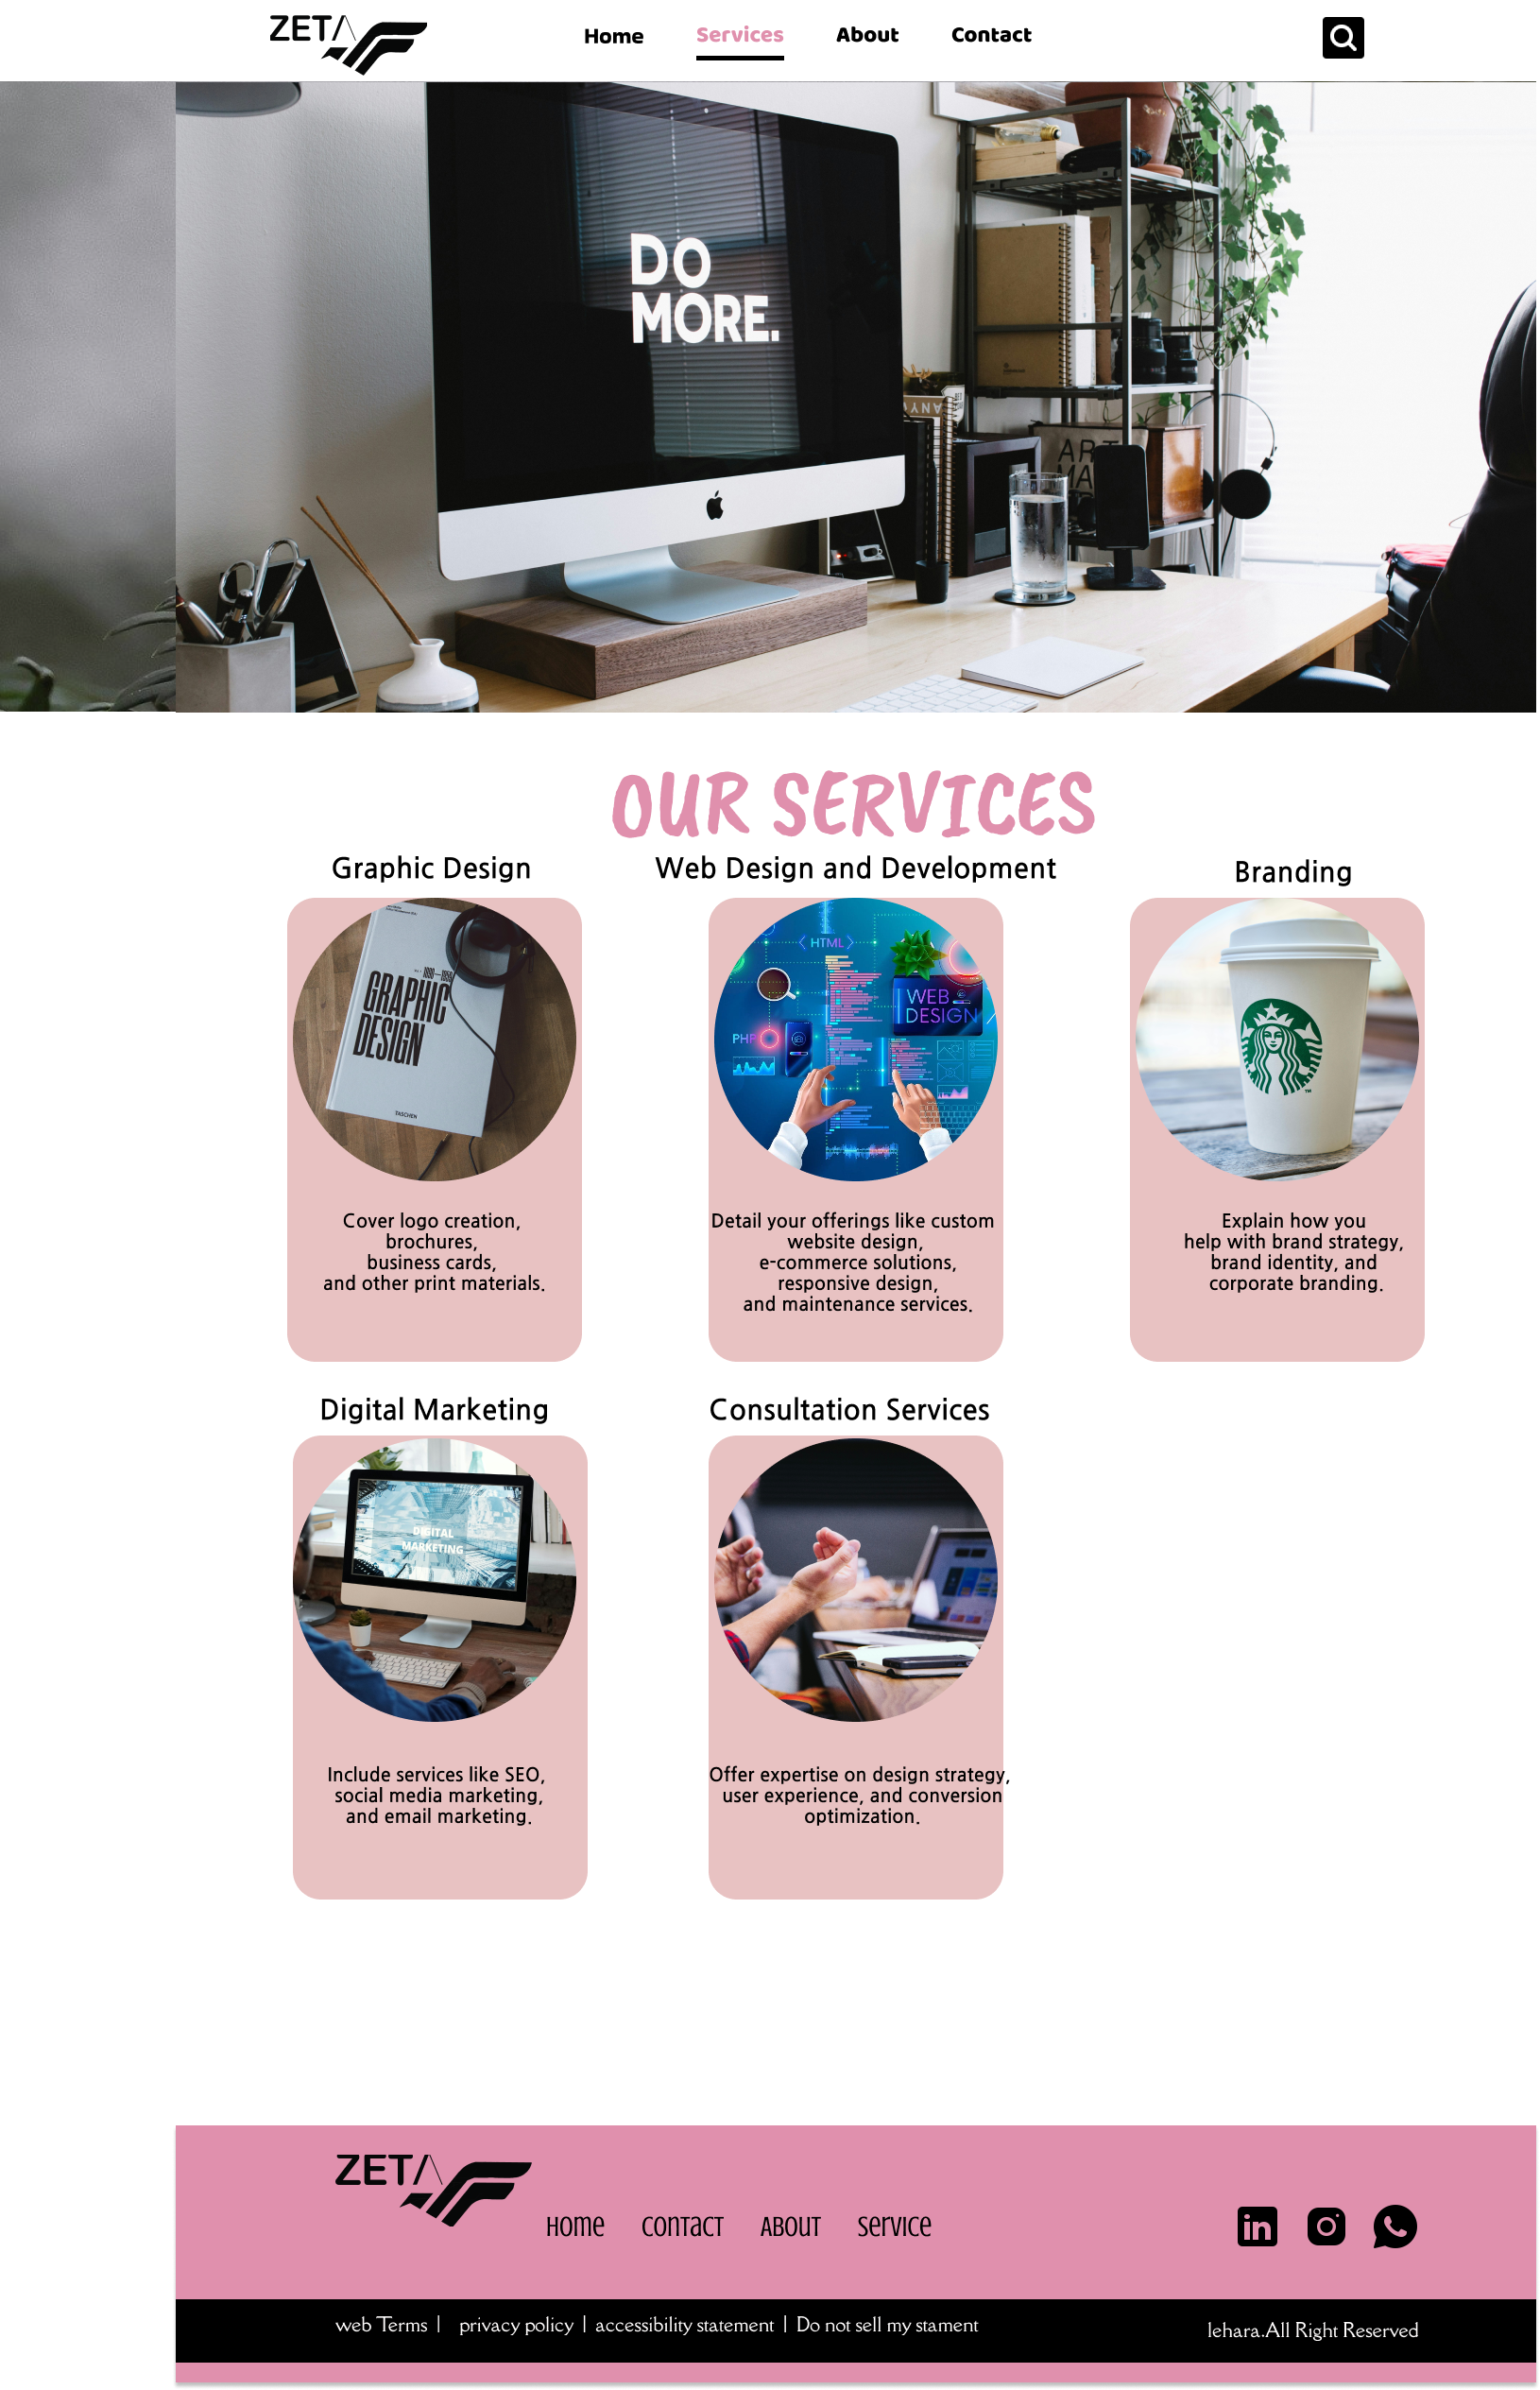 ZETA
Home
Services
About
Contact
DO
MORE.
ART
OUR SERVICES
Graphic Design
Web Design and Development
Branding
GRAPHIC
DESIGN
TASCHEN
HTML
WEB
DESIGN
PHP
Cover logo creation,
brochures,
business cards,
and other print materials.
Detail your offerings like custom
website design,
e-commerce solutions,
responsive design,
and maintenance services.
Explain how you
help with brand strategy,
brand identity, and
corporate branding.
Digital Marketing
Consultation Services
DIGITAL
MARKETING
Include services like SEO,
social media marketing,
and email marketing.
Offer expertise on design strategy,
user experience, and conversion
optimization.
ZETA
Home
Contact
About
Service
in
web Terms | privacy policy | accessibility statement | Do not sell my stament
lehara.All Right Reserved